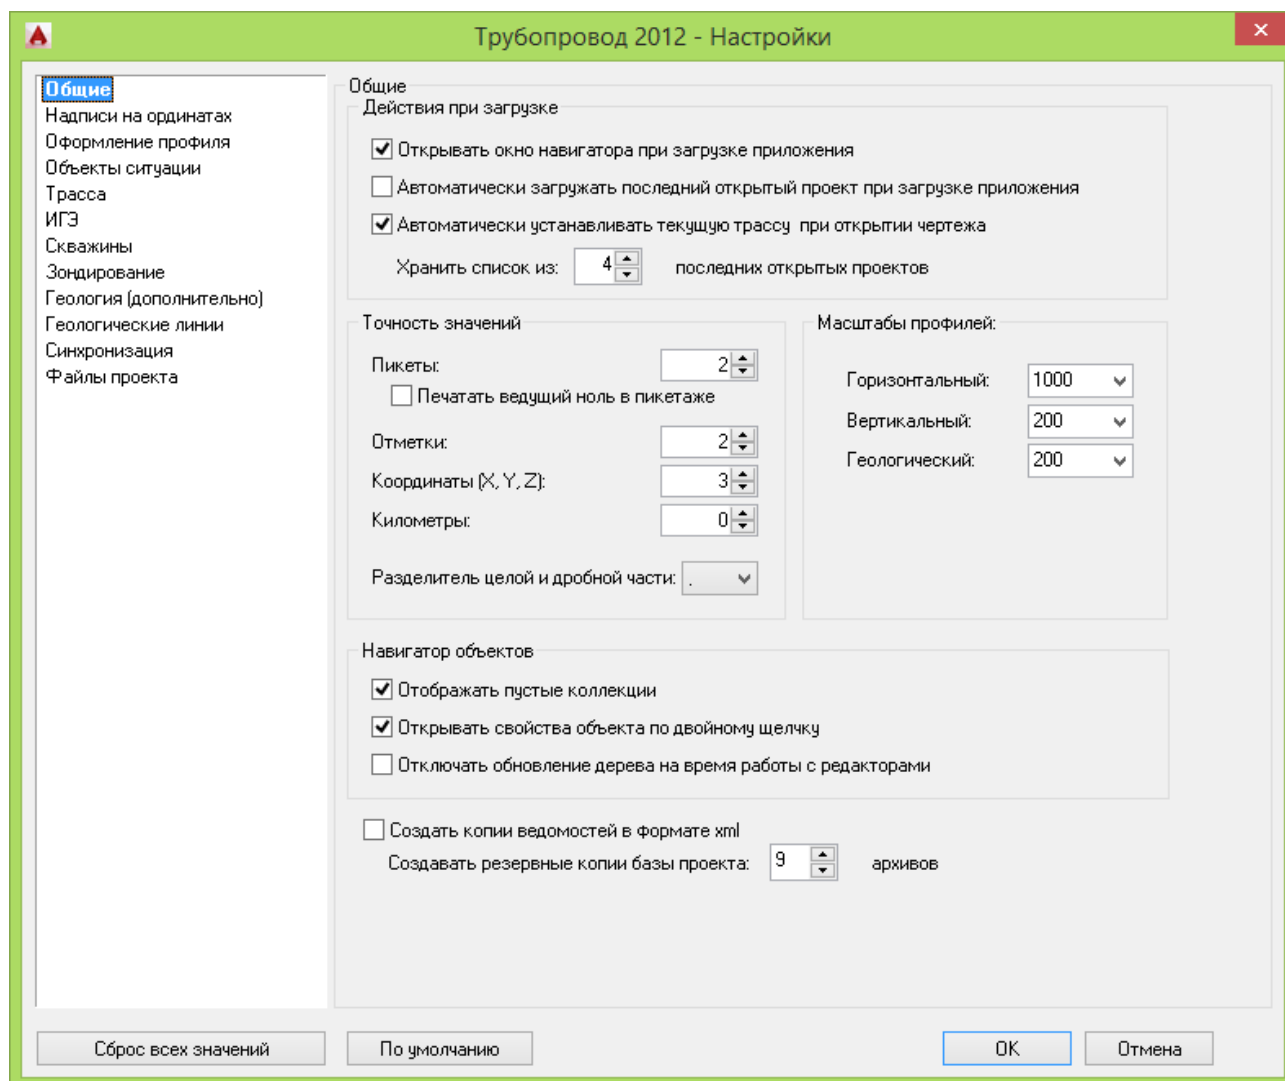 Трубопровод 2012 - Настройки
Общие
Надписи на ординатах
Оформление профиля
Объекты ситуации
Трасса
ИГЭ
Скважины
Зондирование
Геология (дополнительно)
Геологические линии
Синхронизация
Файлы проекта
Общие
Действия при загрузке
Открывать окно навигатора при загрузке приложения
Автоматически загружать последний открытый проект при загрузке приложения
Автоматически устанавливать текущую трассу при открытии чертежа
Хранить список из: 4 последних открытых проектов
Точность значений
Пикеты: 2
Печатать ведущий ноль в пикетаже
Отметки: 2
Координаты (X, Y, Z): 3
Километры: 0
Разделитель целой и дробной части: .
Масштабы профилей:
Горизонтальный: 1000
Вертикальный: 200
Геологический: 200
Навигатор объектов
Отображать пустые коллекции
Открывать свойства объекта по двойному щелчку
Отключать обновление дерева на время работы с редакторами
Создать копии ведомостей в формате xml
Создавать резервные копии базы проекта: 9 архивов
Сброс всех значений
По умолчанию
OK
Отмена